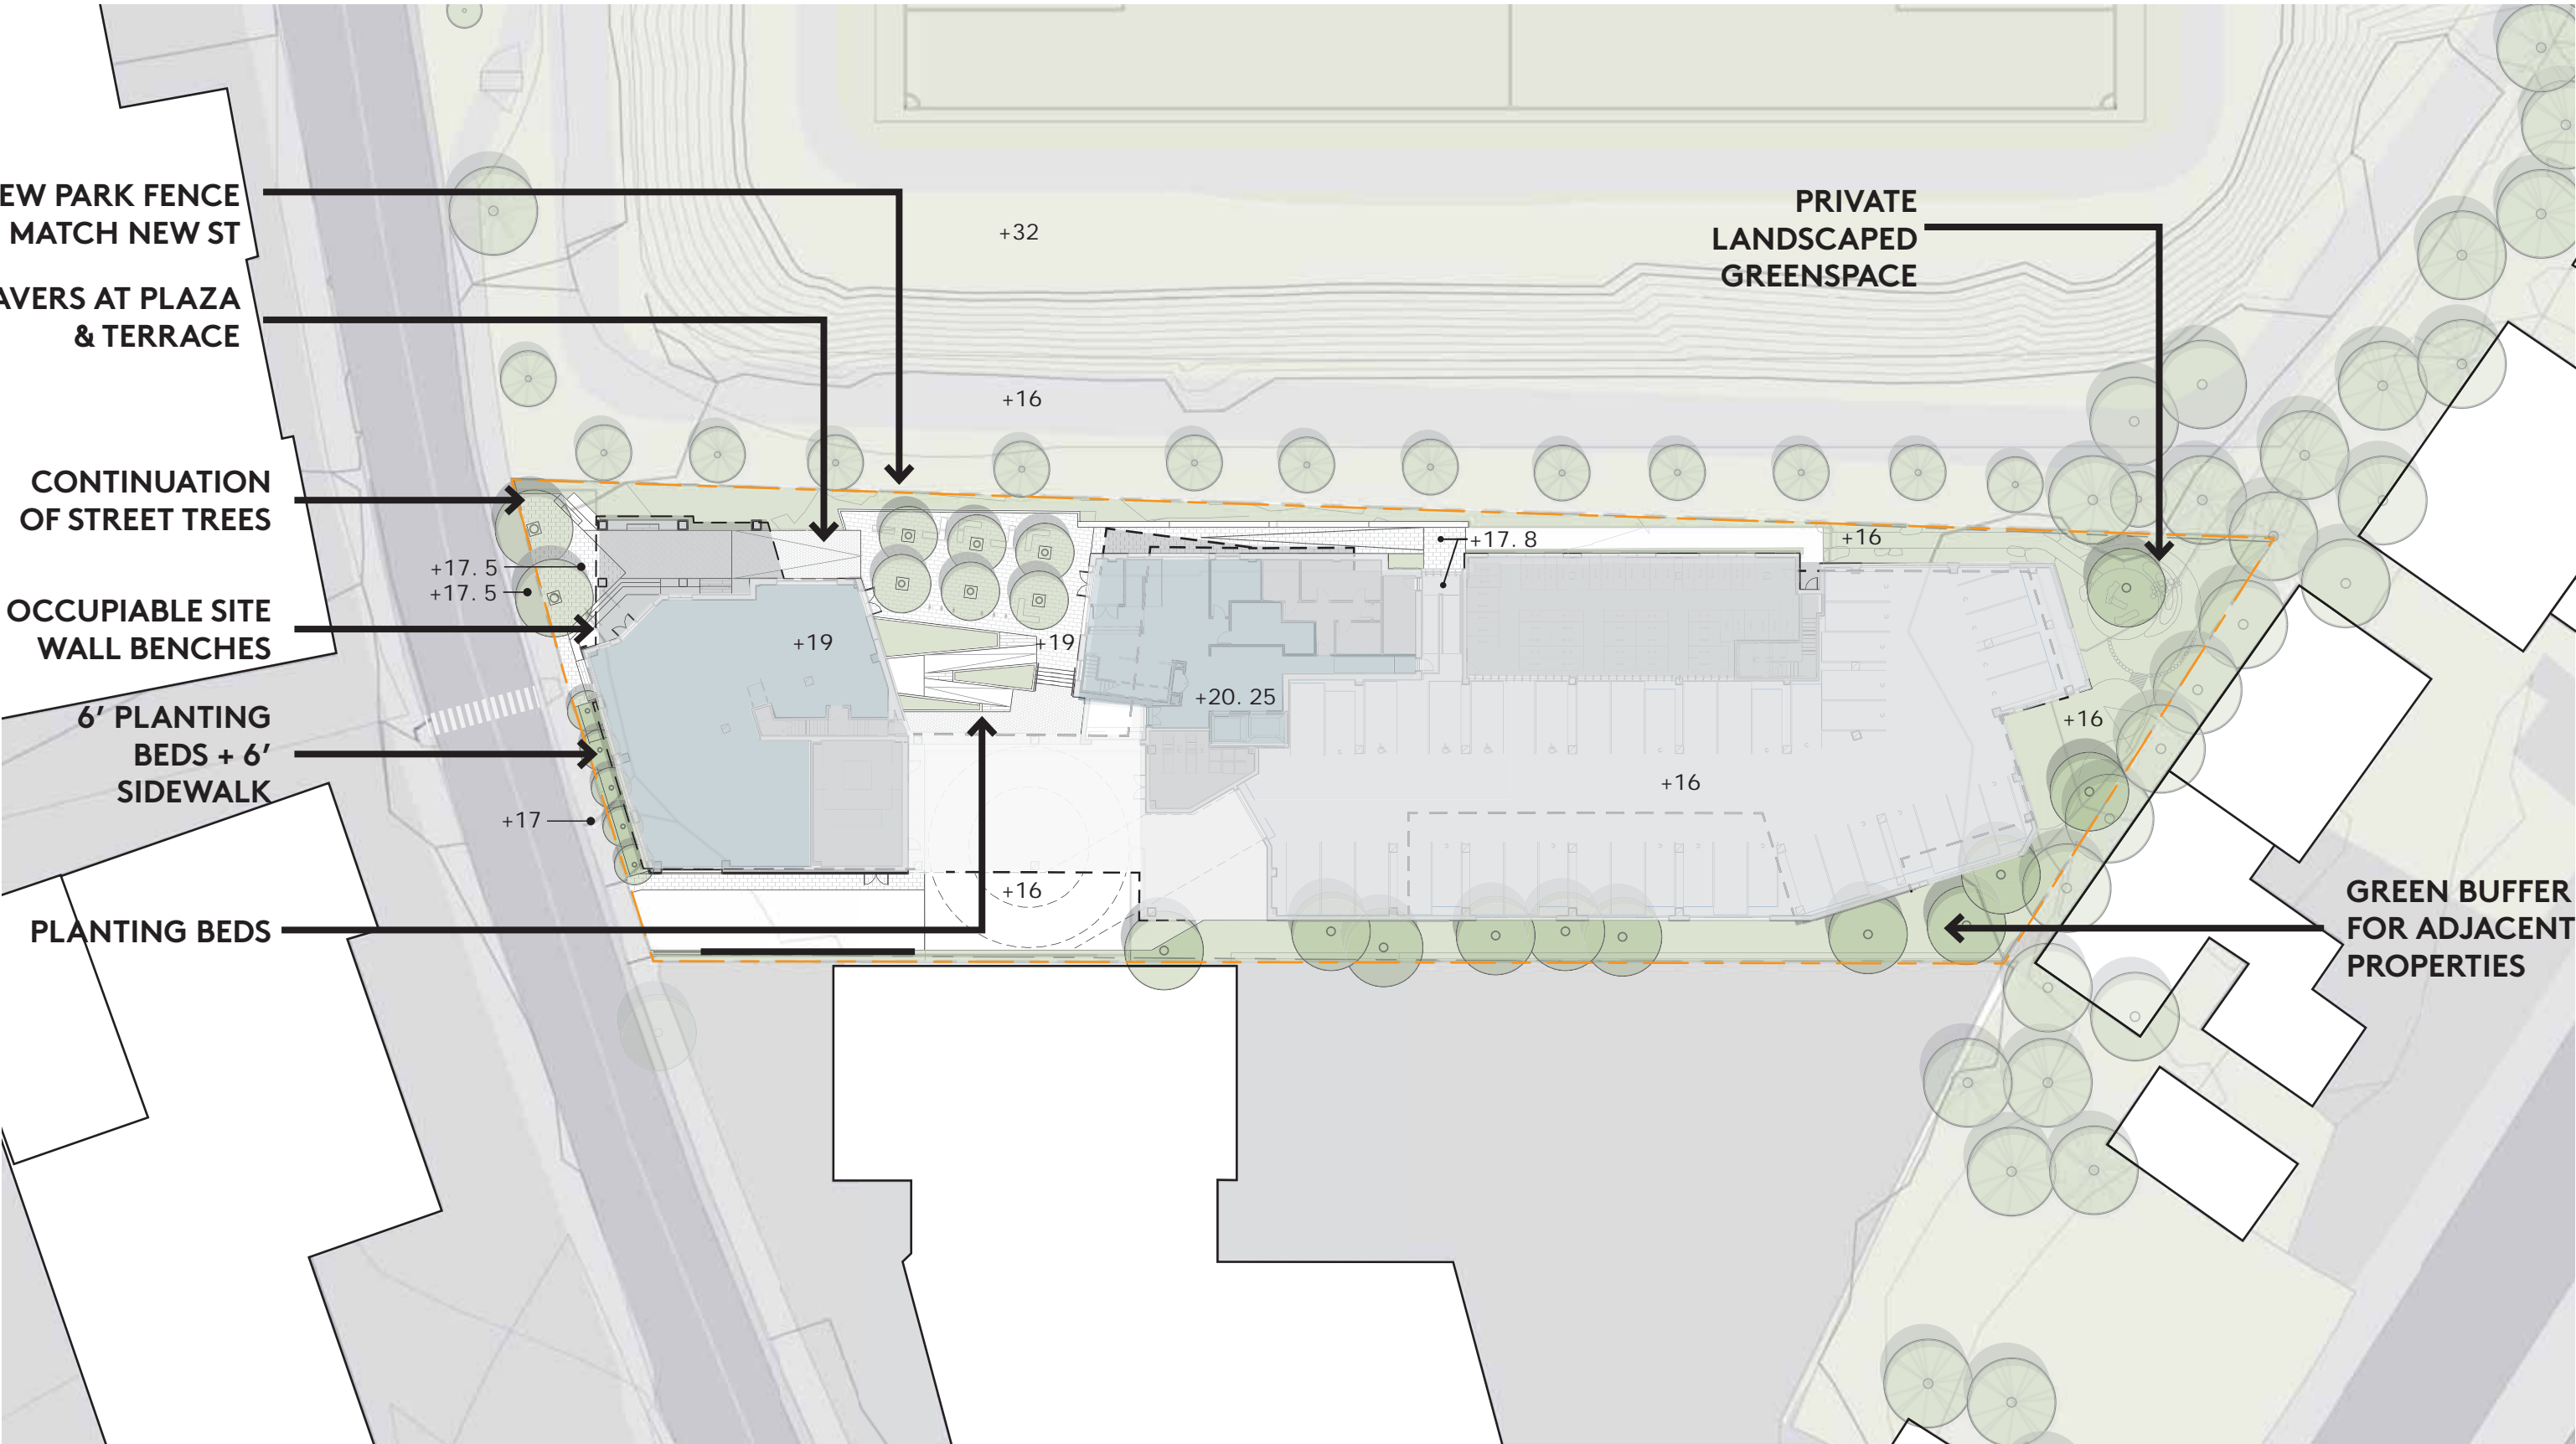 EW PARK FENCE
MATCH NEW ST
AVERS AT PLAZA
& TERRACE
CONTINUATION
OF STREET TREES
OCCUPIABLE SITE
WALL BENCHES
6’ PLANTING
BEDS + 6’
SIDEWALK
PLANTING BEDS
PRIVATE
LANDSCAPED
GREENSPACE
GREEN BUFFER
FOR ADJACENT
PROPERTIES
+32
+16
+17.8
+16
+17.5
+17.5
+19
+19
+20.25
+16
+16
+17
+16